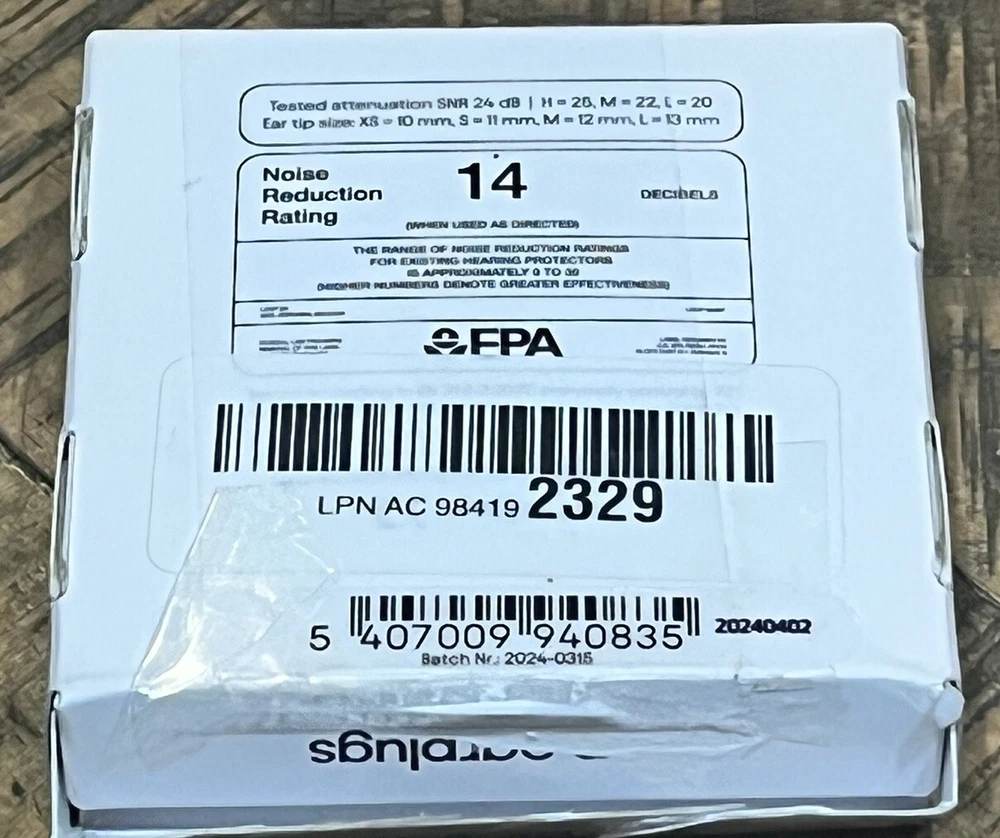 Tested attenuation SNR 24 dB | H = 26, M = 22, L = 20
Ear tip size: XS = 10 mm, S = 11 mm, M = 12 mm, L = 13 mm
Noise
Reduction
Rating
14
DECIBELS
(WHEN USED AS DIRECTED)
THE RANGE OF NOISE REDUCTION RATINGS
FOR EXISTING HEARING PROTECTORS
IS APPROXIMATELY 0 TO 30
(HIGHER NUMBERS DENOTE GREATER EFFECTIVENESS)
EPA
LPN AC 98419 2329
5 407009 940835
20240402
Batch Nr.: 2024-0315
earplugs